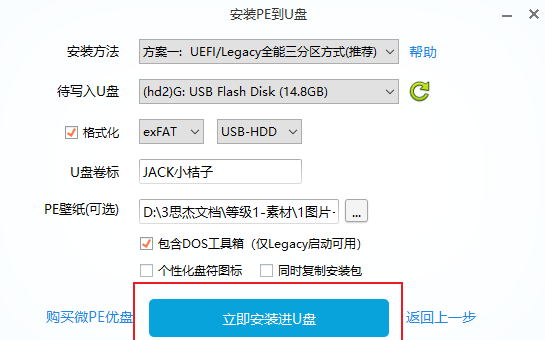 安装PE到U盘
安装方法 方案一：UEFI/Legacy全能三分区方式(推荐) 帮助
待写入U盘 (hd2)G: USB Flash Disk (14.8GB)
格式化 exFAT USB-HDD
U盘卷标 JACK小桔子
PE壁纸(可选) D:\3思杰文档\等级1-素材\1图片- ...
包含DOS工具箱（仅Legacy启动可用）
个性化盘符图标 同时复制安装包
购买微PE优盘 立即安装进U盘 返回上一步